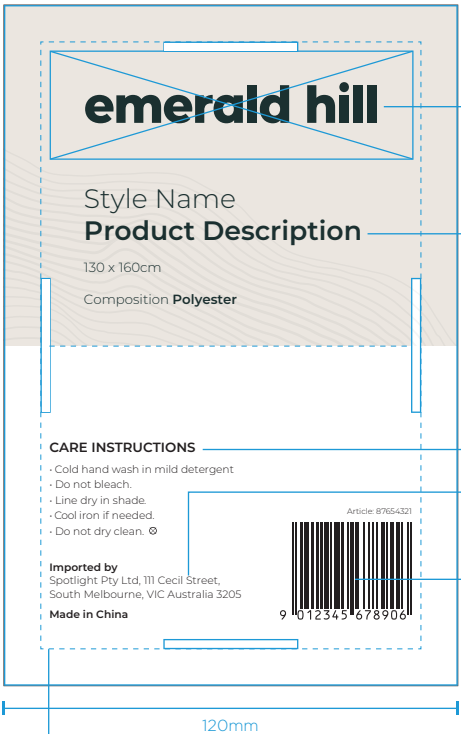 emerald hill
Style Name
Product Description
130 x 160cm
Composition Polyester
CARE INSTRUCTIONS
• Cold hand wash in mild detergent
• Do not bleach.
• Line dry in shade.
• Cool iron if needed.
• Do not dry clean.
Article: 87654321
Imported by
Spotlight Pty Ltd, 111 Cecil Street,
South Melbourne, VIC Australia 3205
Made in China
9 012345 678906
120mm